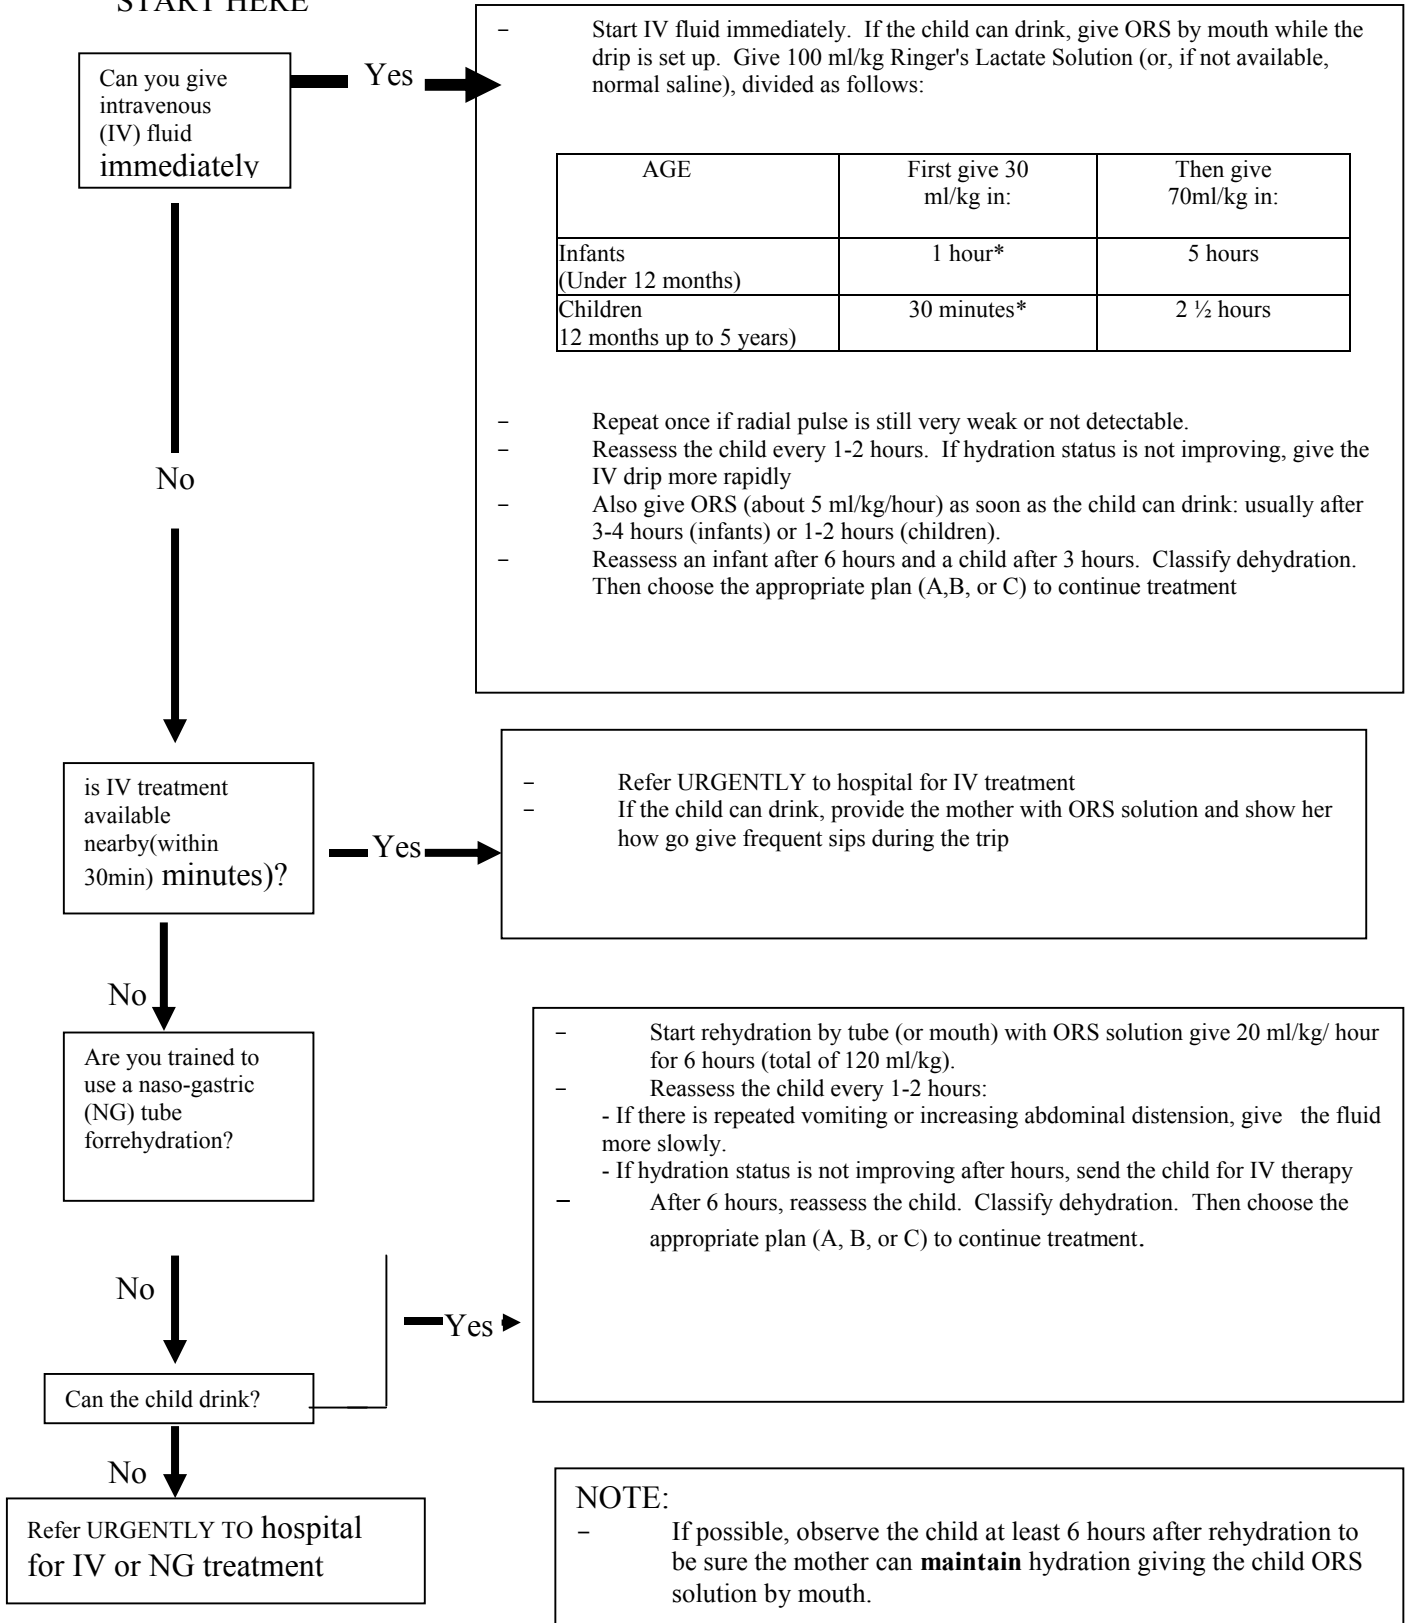 START HERE
Can you give
intravenous
(IV) fluid
immediately
Yes
– Start IV fluid immediately. If the child can drink, give ORS by mouth while the
drip is set up. Give 100 ml/kg Ringer's Lactate Solution (or, if not available,
normal saline), divided as follows:
AGE
First give 30
ml/kg in:
Then give
70ml/kg in:
Infants
(Under 12 months)
1 hour*
5 hours
Children
12 months up to 5 years)
30 minutes*
2 ½ hours
– Repeat once if radial pulse is still very weak or not detectable.
– Reassess the child every 1-2 hours. If hydration status is not improving, give the
IV drip more rapidly
– Also give ORS (about 5 ml/kg/hour) as soon as the child can drink: usually after
3-4 hours (infants) or 1-2 hours (children).
– Reassess an infant after 6 hours and a child after 3 hours. Classify dehydration.
Then choose the appropriate plan (A,B, or C) to continue treatment
No
is IV treatment
available
nearby(within
30min) minutes)?
Yes
– Refer URGENTLY to hospital for IV treatment
– If the child can drink, provide the mother with ORS solution and show her
how go give frequent sips during the trip
No
Are you trained to
use a naso-gastric
(NG) tube
forrehydration?
– Start rehydration by tube (or mouth) with ORS solution give 20 ml/kg/ hour
for 6 hours (total of 120 ml/kg).
– Reassess the child every 1-2 hours:
- If there is repeated vomiting or increasing abdominal distension, give the fluid
more slowly.
- If hydration status is not improving after hours, send the child for IV therapy
– After 6 hours, reassess the child. Classify dehydration. Then choose the
appropriate plan (A, B, or C) to continue treatment.
No
Yes
Can the child drink?
No
Refer URGENTLY TO hospital
for IV or NG treatment
NOTE:
– If possible, observe the child at least 6 hours after rehydration to
be sure the mother can maintain hydration giving the child ORS
solution by mouth.